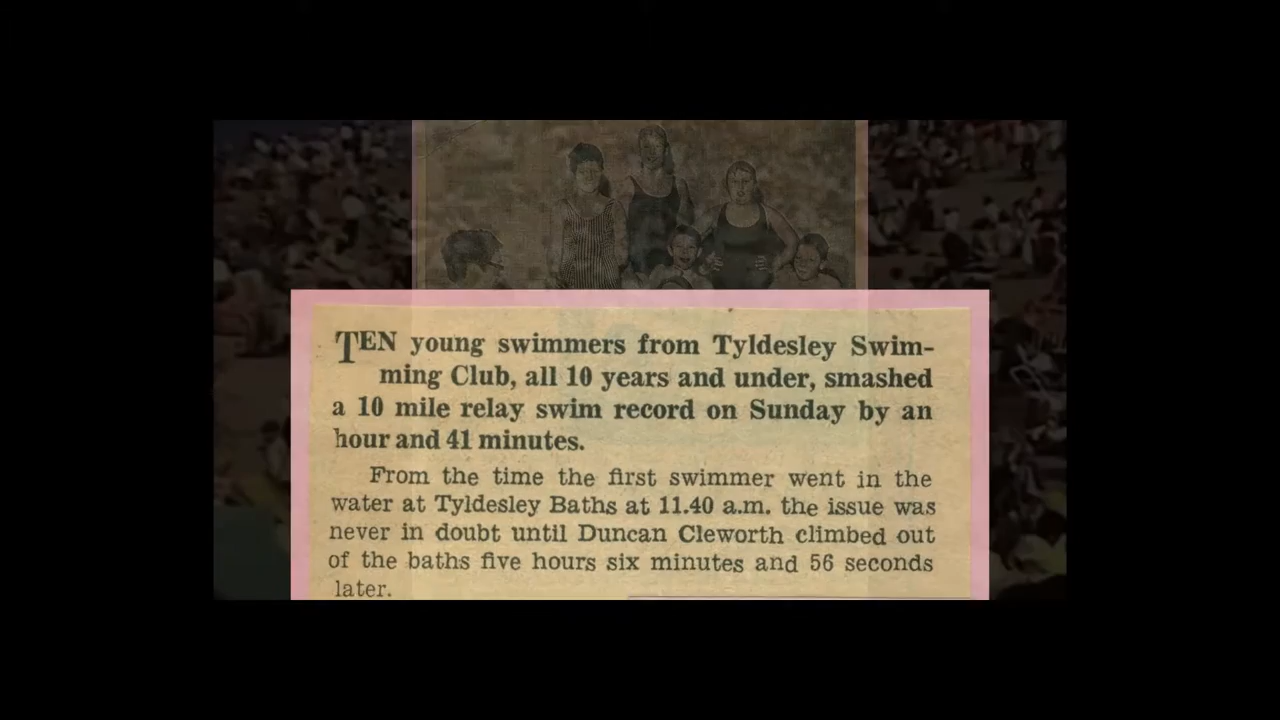 TEN young swimmers from Tyldesley Swim-
ming Club, all 10 years and under, smashed
a 10 mile relay swim record on Sunday by an
hour and 41 minutes.
From the time the first swimmer went in the
water at Tyldesley Baths at 11.40 a.m. the issue was
never in doubt until Duncan Cleworth climbed out
of the baths five hours six minutes and 56 seconds
later.